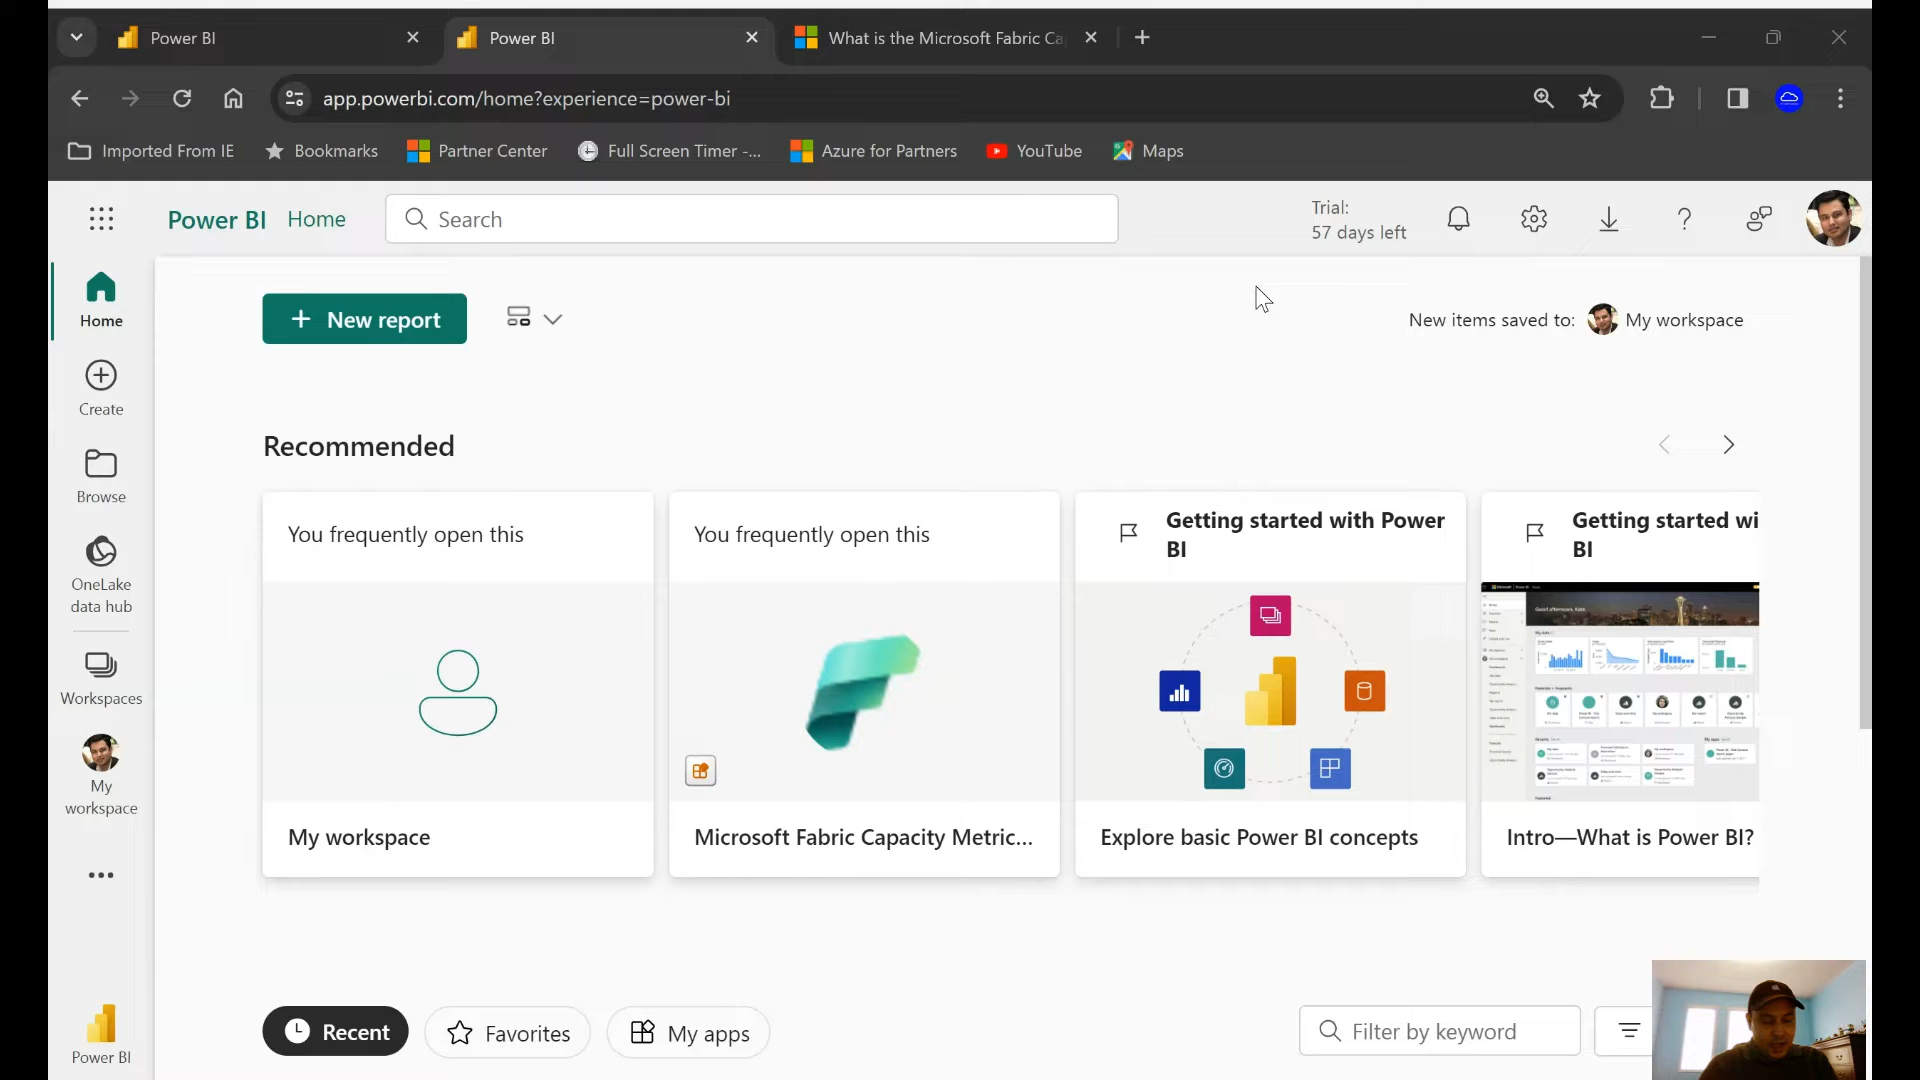 Power BI
Power BI
What is the Microsoft Fabric Ca
app.powerbi.com/home?experience=power-bi
Imported From IE
Bookmarks
Partner Center
Full Screen Timer -...
Azure for Partners
YouTube
Maps
Power BI
Home
Search
Trial:
57 days left
Home
New report
New items saved to:
My workspace
Create
Recommended
Browse
You frequently open this
You frequently open this
Getting started with Power
BI
Getting started wi
BI
OneLake
data hub
Workspaces
My
workspace
My workspace
Microsoft Fabric Capacity Metric...
Explore basic Power BI concepts
Intro—What is Power BI?
Recent
Favorites
My apps
Filter by keyword
Power BI